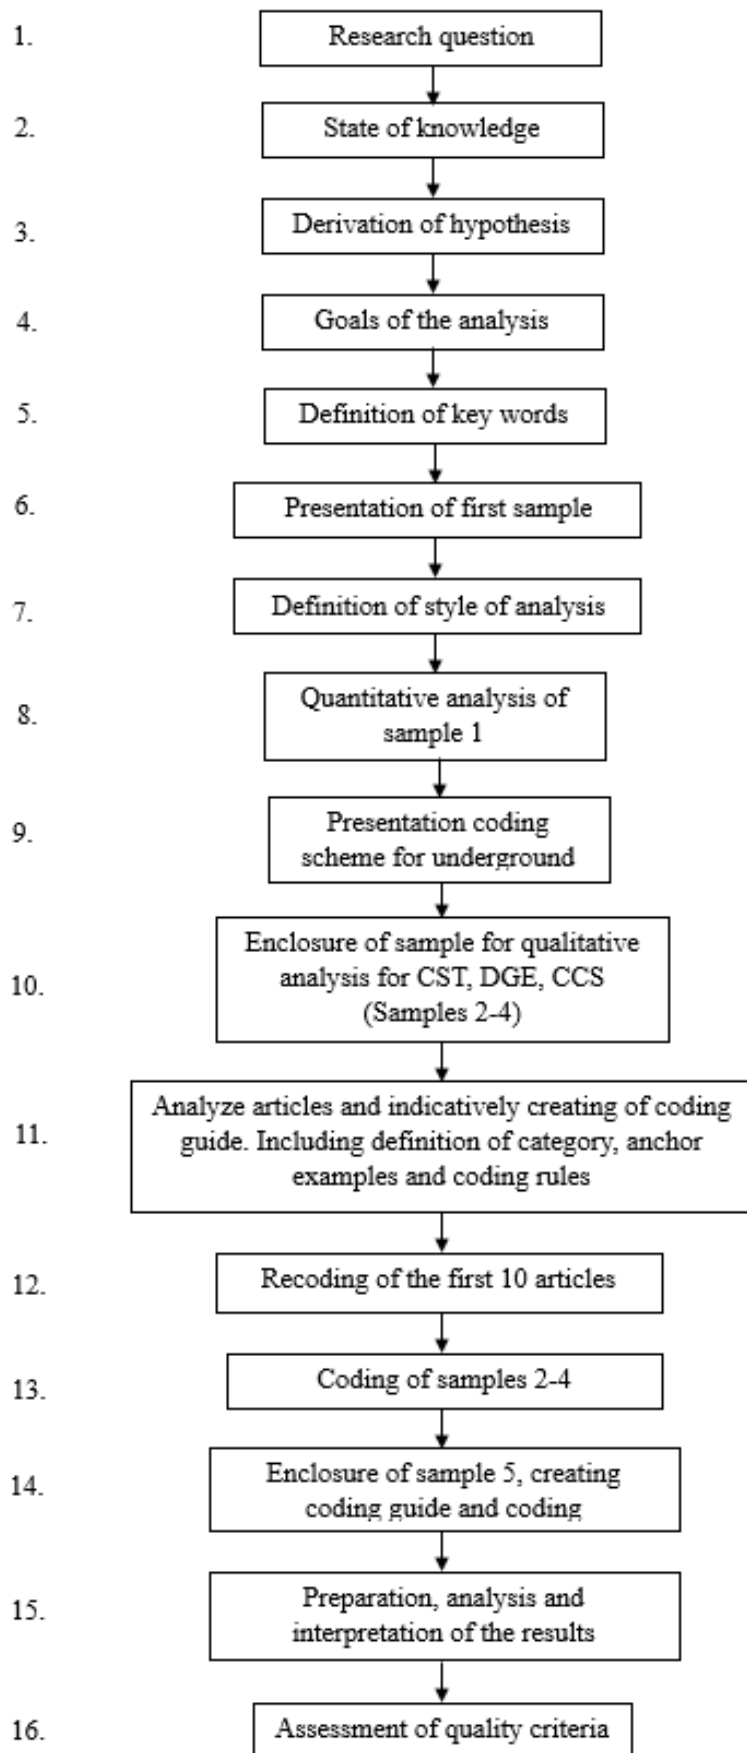 1. Research question
2. State of knowledge
3. Derivation of hypothesis
4. Goals of the analysis
5. Definition of key words
6. Presentation of first sample
7. Definition of style of analysis
8. Quantitative analysis of
sample 1
9. Presentation coding
scheme for underground
10. Enclosure of sample for qualitative
analysis for CST, DGE, CCS
(Samples 2-4)
11. Analyze articles and indicatively creating of coding
guide. Including definition of category, anchor
examples and coding rules
12. Recoding of the first 10 articles
13. Coding of samples 2-4
14. Enclosure of sample 5, creating
coding guide and coding
15. Preparation, analysis and
interpretation of the results
16. Assessment of quality criteria